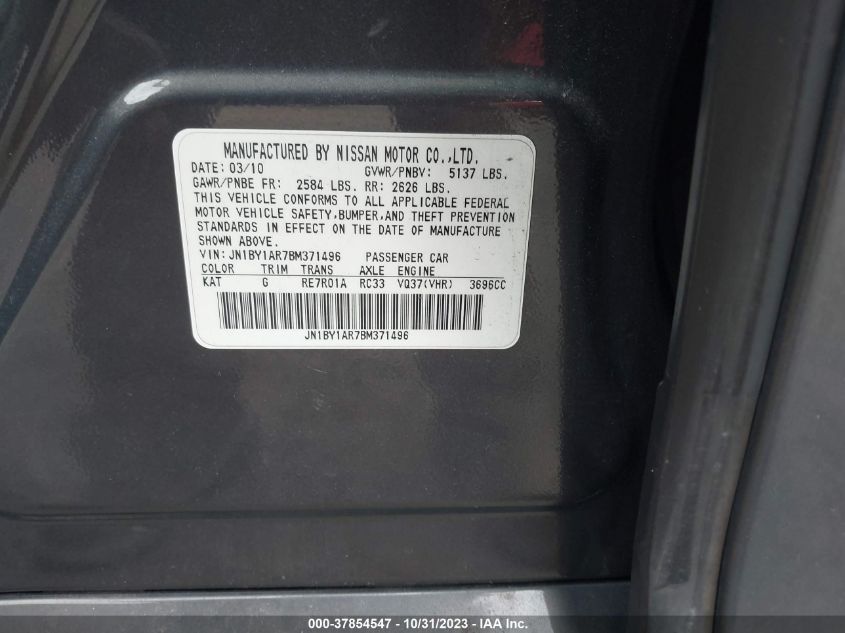 MANUFACTURED BY NISSAN MOTOR CO.,LTD.
DATE: 03/10 GVWR/PNBV: 5137 LBS.
GAWR/PNBE FR: 2584 LBS. RR: 2626 LBS.
THIS VEHICLE CONFORMS TO ALL APPLICABLE FEDERAL
MOTOR VEHICLE SAFETY,BUMPER,AND THEFT PREVENTION
STANDARDS IN EFFECT ON THE DATE OF MANUFACTURE
SHOWN ABOVE.
VIN: JN1BY1AR7BM371496 PASSENGER CAR
COLOR TRIM TRANS AXLE ENGINE
KAT G RE7R01A RC33 VQ37(VHR) 3696CC
JN1BY1AR7BM371496
000-37854547 - 10/31/2023 - IAA Inc.